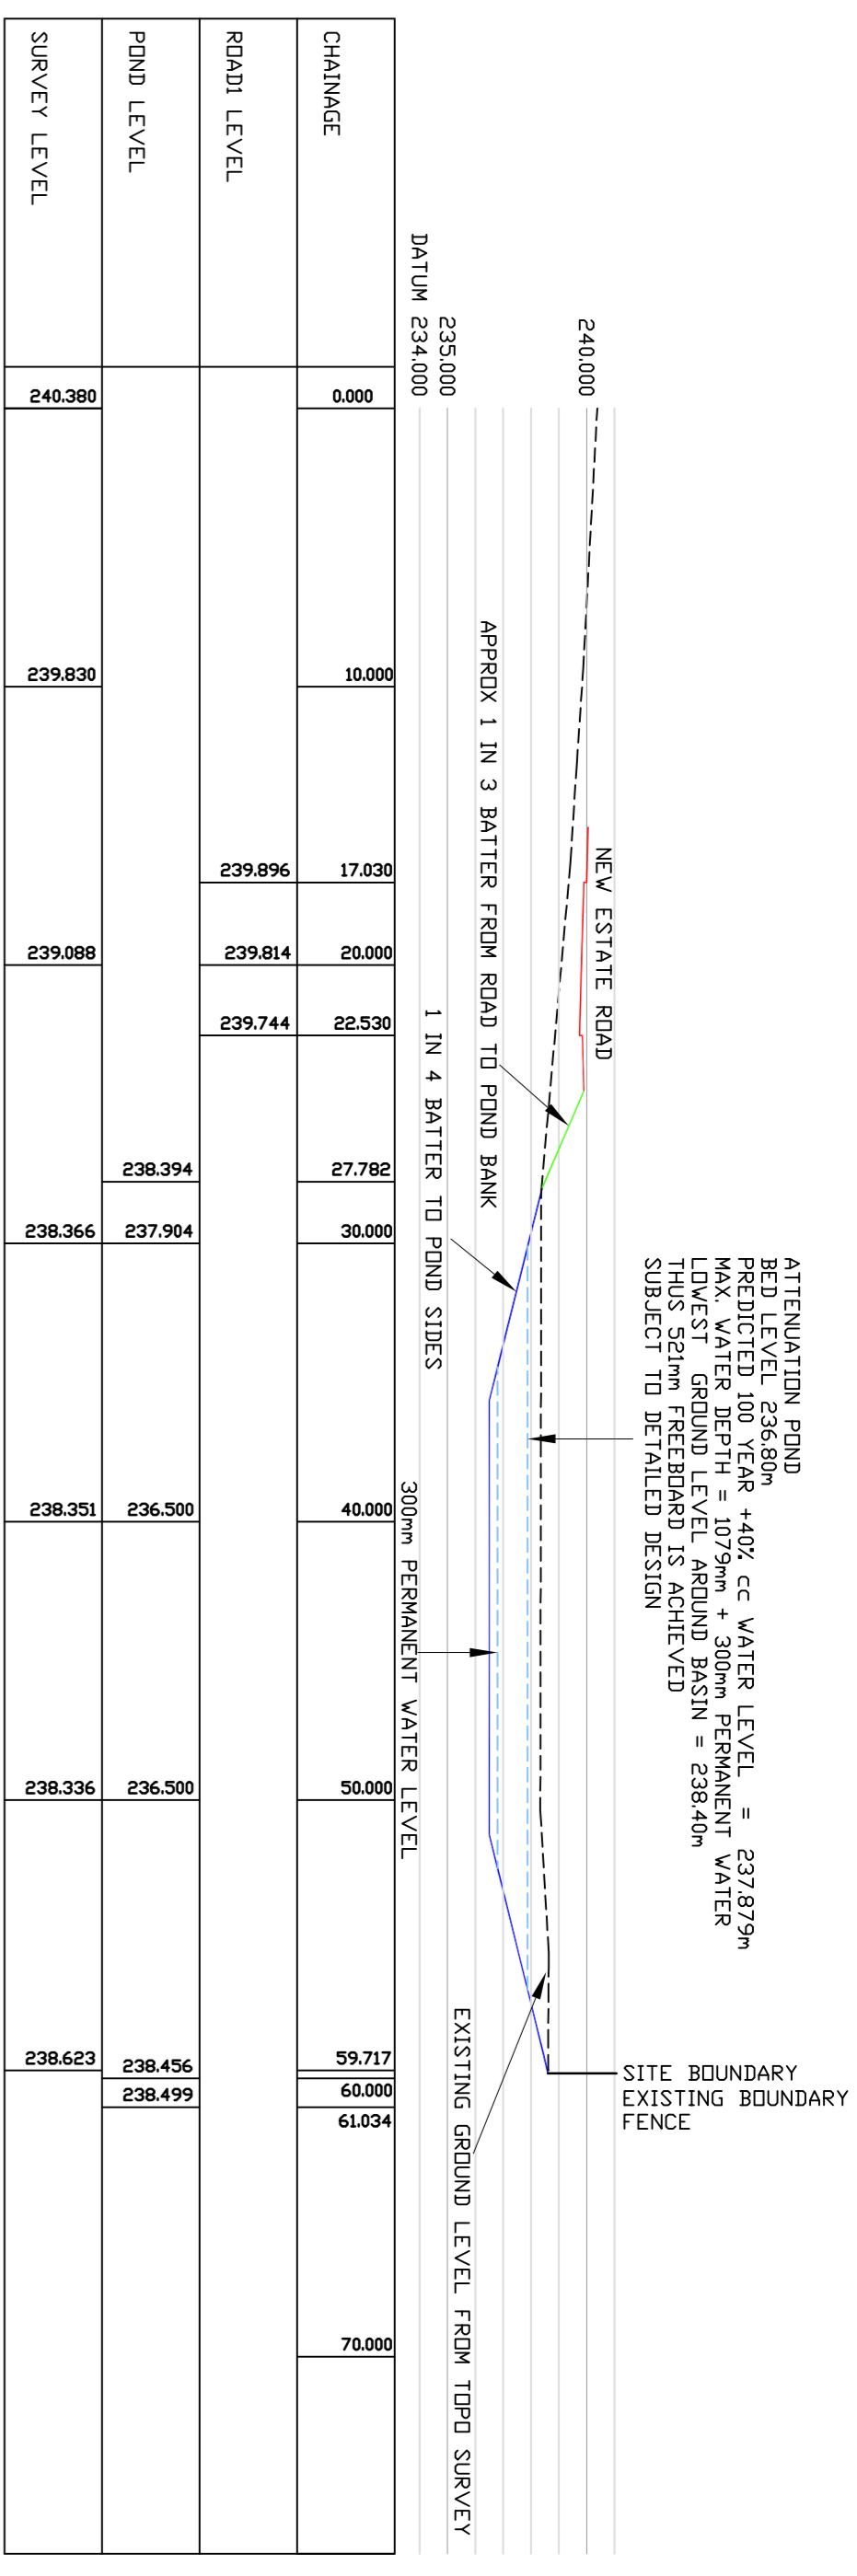 ATTENUATION POND
BED LEVEL 236.80m
PREDICTED 100 YEAR +40% CC WATER LEVEL = 237.879m
MAX. WATER DEPTH = 1079mm + 300mm PERMANENT WATER
LOWEST GROUND LEVEL AROUND BASIN = 238.40m
THUS 521mm FREEBOARD IS ACHIEVED
SUBJECT TO DETAILED DESIGN
SITE BOUNDARY
EXISTING BOUNDARY
FENCE
NEW ESTATE ROAD
240.000
APPROX 1 IN 3 BATTER FROM ROAD TO POND BANK
EXISTING GROUND LEVEL FROM TOPO SURVEY
235.000
1 IN 4 BATTER TO POND SIDES
DATUM 234.000
300mm PERMANENT WATER LEVEL
CHAINAGE 0.000 10.000 17.030 20.000 22.530 27.782 30.000 40.000 50.000 59.717 60.000 61.034 70.000
ROAD1 LEVEL 239.896 239.814 239.744
POND LEVEL 238.394 237.904 236.500 236.500 238.456 238.499
SURVEY LEVEL 240.380 239.830 239.088 238.366 238.351 238.336 238.623